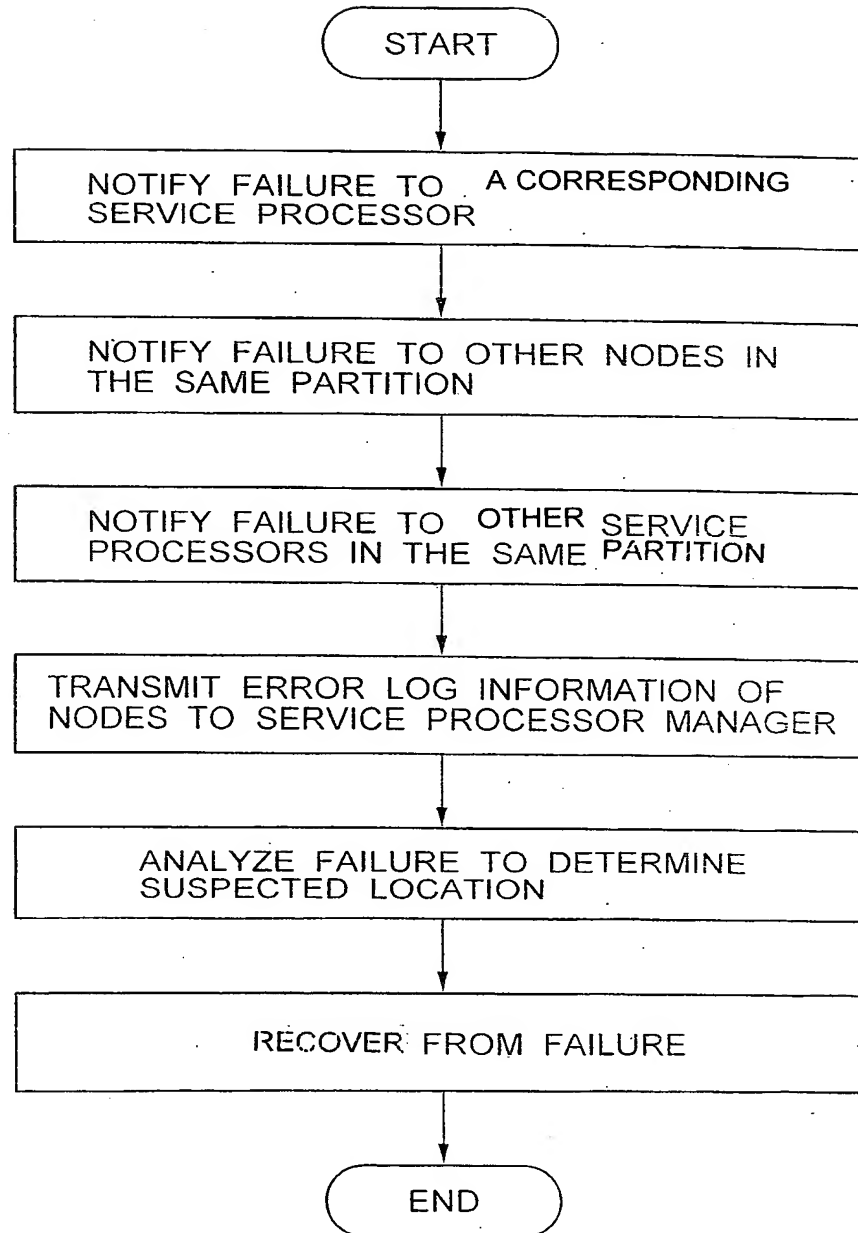 START
NOTIFY FAILURE TO A CORRESPONDING
SERVICE PROCESSOR
NOTIFY FAILURE TO OTHER NODES IN
THE SAME PARTITION
NOTIFY FAILURE TO OTHER SERVICE
PROCESSORS IN THE SAME PARTITION
TRANSMIT ERROR LOG INFORMATION OF
NODES TO SERVICE PROCESSOR MANAGER
ANALYZE FAILURE TO DETERMINE
SUSPECTED LOCATION
RECOVER FROM FAILURE
END